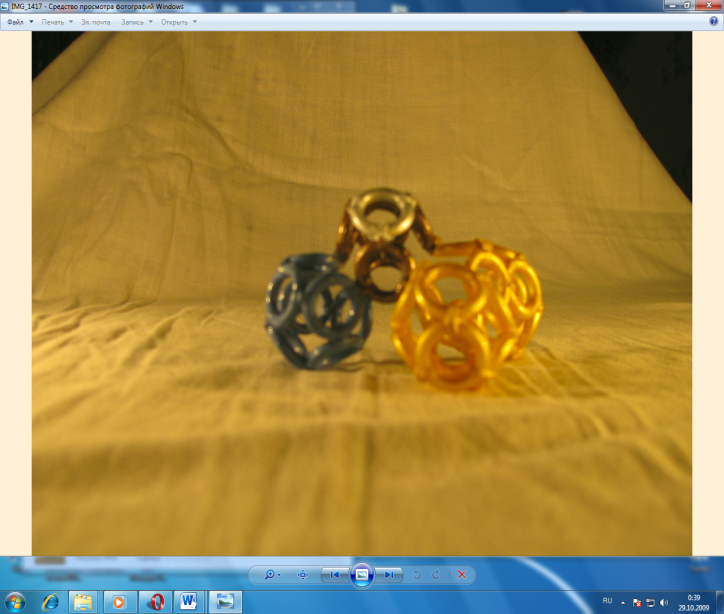 IMG_1417 - Средство просмотра фотографий Windows
Файл Печать Эл. почта Запись Открыть
RU
0:39
29.10.2009